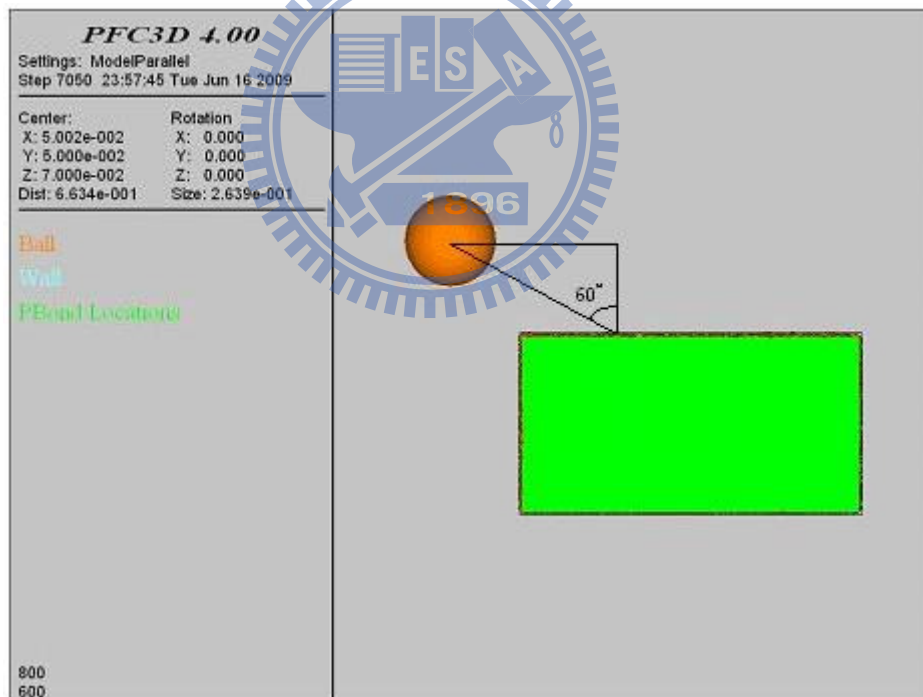 PFC3D 4.00
Settings: ModelParallel
Step 7050 23:57:45 Tue Jun 16 2009
Center: Rotation
X: 5.002e-002 X: 0.000
Y: 5.000e-002 Y: 0.000
Z: 7.000e-002 Z: 0.000
Dist: 6.634e-001 Size: 2.639e-001
Ball
Wall
PBond Locations
800
600
ES A
1896
60°